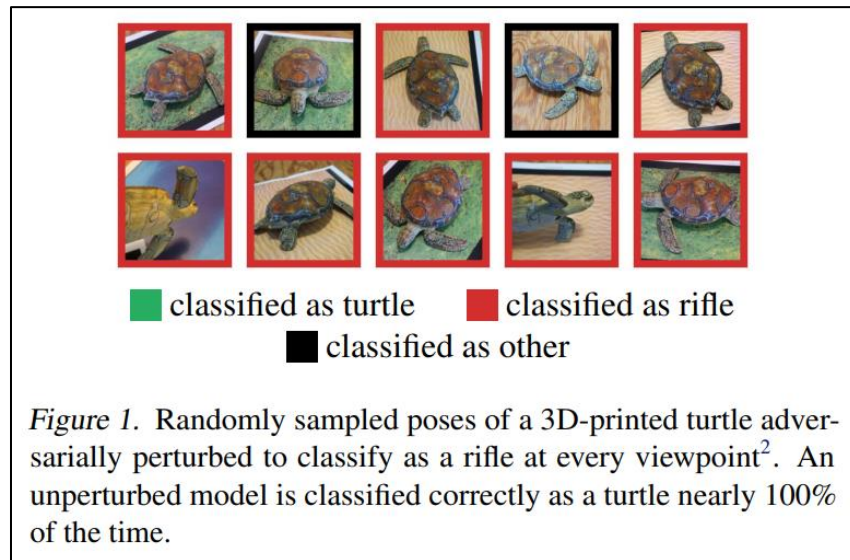 classified as turtle classified as rifle
classified as other
Figure 1. Randomly sampled poses of a 3D-printed turtle adver-
sarially perturbed to classify as a rifle at every viewpoint2. An
unperturbed model is classified correctly as a turtle nearly 100%
of the time.